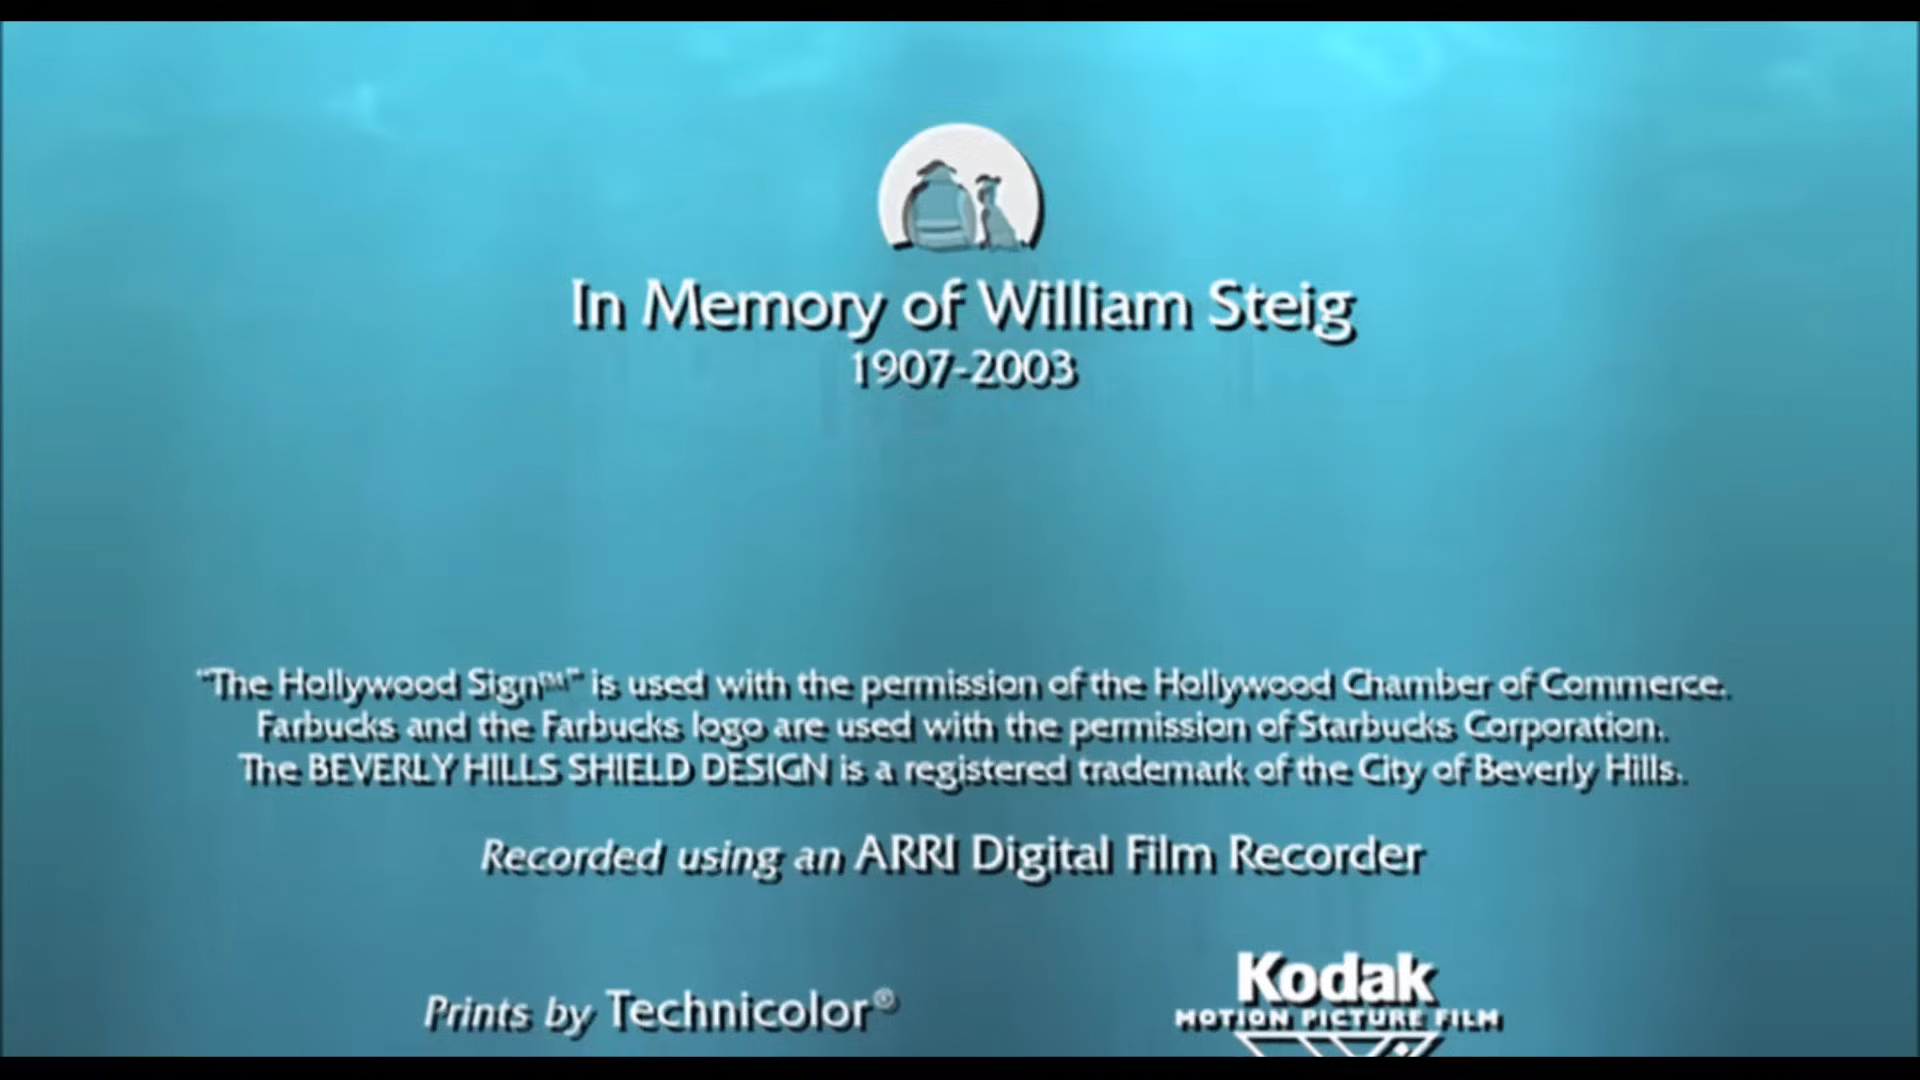 In Memory of William Steig
1907-2003
"The Hollywood Sign™" is used with the permission of the Hollywood Chamber of Commerce.
Farbucks and the Farbucks logo are used with the permission of Starbucks Corporation.
The BEVERLY HILLS SHIELD DESIGN is a registered trademark of the City of Beverly Hills.
Recorded using an ARRI Digital Film Recorder
Prints by Technicolor®
Kodak
MOTION PICTURE FILM